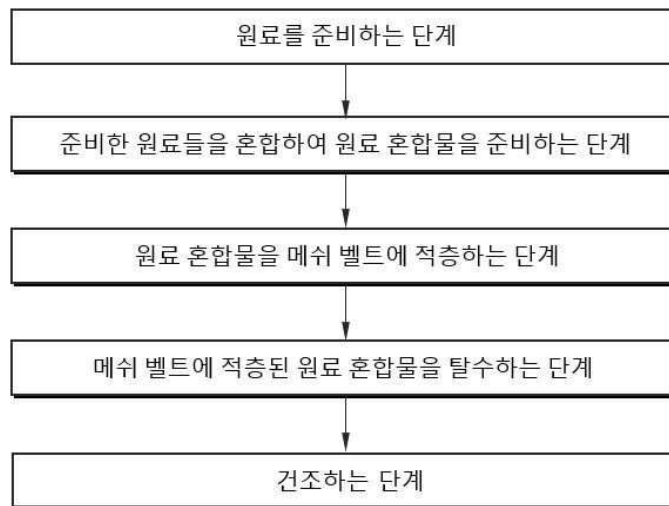 원료를 준비하는 단계
준비한 원료들을 혼합하여 원료 혼합물을 준비하는 단계
원료 혼합물을 메쉬 벨트에 적층하는 단계
메쉬 벨트에 적층된 원료 혼합물을 탈수하는 단계
건조하는 단계